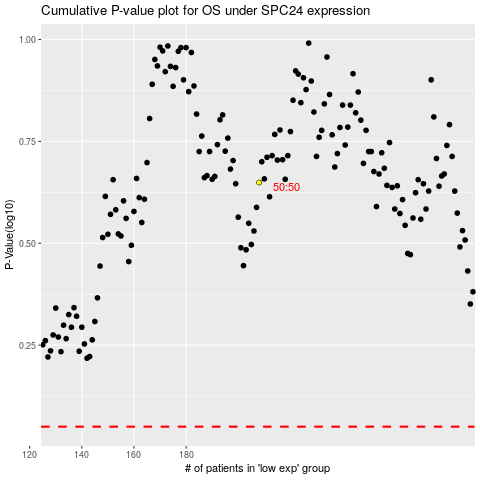 Cumulative P-value plot for OS under SPC24 expression
P-Value(log10)
1.00
0.75
0.50
0.25
50:50
120 140 160 180
# of patients in 'low exp' group